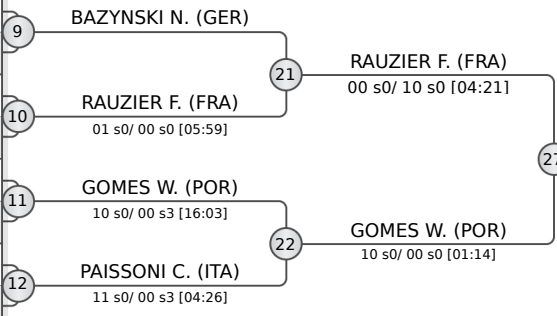 9
BAZYNSKI N. (GER)
21
RAUZIER F. (FRA)
00 s0/ 10 s0 [04:21]
10
RAUZIER F. (FRA)
01 s0/ 00 s0 [05:59]
27
11
GOMES W. (POR)
10 s0/ 00 s3 [16:03]
22
GOMES W. (POR)
10 s0/ 00 s0 [01:14]
12
PAISSONI C. (ITA)
11 s0/ 00 s3 [04:26]